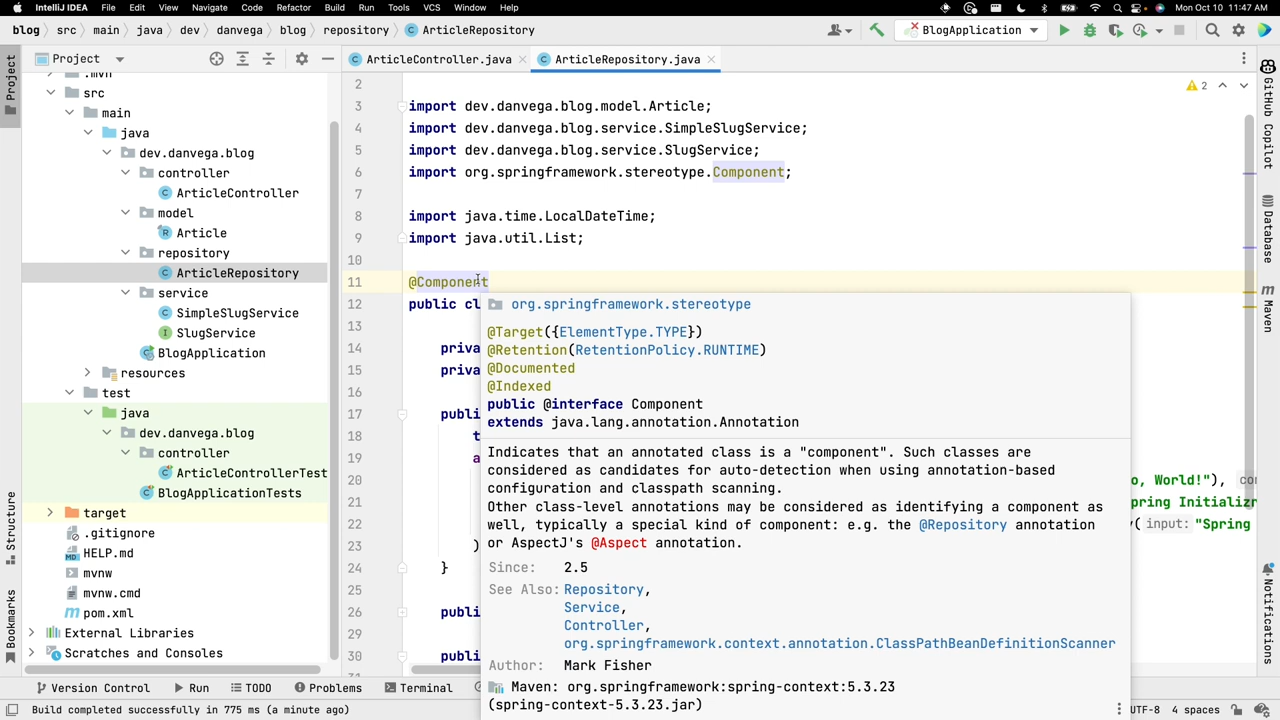 IntelliJ IDEA File Edit View Navigate Code Refactor Build Run Tools VCS Window Help Mon Oct 10 11:47 AM
blog src main java dev danvega blog repository ArticleRepository BlogApplication
Project
Project
ArticleController.java ArticleRepository.java
.mvn
src
main
java
dev.danvega.blog
controller
ArticleController
model
Article
repository
ArticleRepository
service
SimpleSlugService
SlugService
BlogApplication
resources
test
java
dev.danvega.blog
controller
ArticleControllerTest
BlogApplicationTests
target
.gitignore
HELP.md
mvnw
mvnw.cmd
pom.xml
External Libraries
Scratches and Consoles
Structure
Bookmarks
2
2
3 import dev.danvega.blog.model.Article;
4 import dev.danvega.blog.service.SimpleSlugService;
5 import dev.danvega.blog.service.SlugService;
6 import org.springframework.stereotype.Component;
7
8 import java.time.LocalDateTime;
9 import java.util.List;
10
11 @Component
12 public cl
13
14 priva
15 priva
16
17 publi
18 t
19 a
20 o, World!"), cor
21 pring Initializr
22 y( input: "Spring
23 )
24 }
25
26 publi
29
30 publi
org.springframework.stereotype
@Target({ElementType.TYPE})
@Retention(RetentionPolicy.RUNTIME)
@Documented
@Indexed
public @interface Component
extends java.lang.annotation.Annotation
Indicates that an annotated class is a "component". Such classes are
considered as candidates for auto-detection when using annotation-based
configuration and classpath scanning.
Other class-level annotations may be considered as identifying a component as
well, typically a special kind of component: e.g. the @Repository annotation
or AspectJ's @Aspect annotation.
Since: 2.5
See Also: Repository,
Service,
Controller,
org.springframework.context.annotation.ClassPathBeanDefinitionScanner
Author: Mark Fisher
Maven: org.springframework:spring-context:5.3.23
(spring-context-5.3.23.jar)
GitHub Copilot
Database
Maven
Notifications
Version Control Run TODO Problems Terminal
Build completed successfully in 775 ms (a minute ago) UTF-8 4 spaces